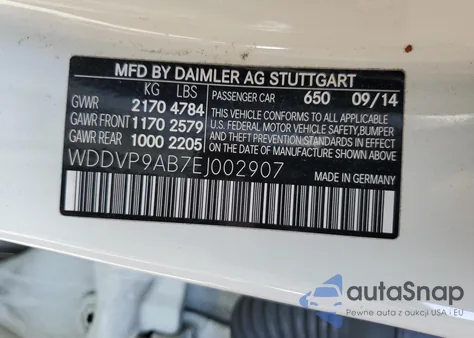 MFD BY DAIMLER AG STUTTGART
KG LBS
GVWR 2170 4784
GAWR FRONT 1170 2579
GAWR REAR 1000 2205
PASSENGER CAR 650 09/14
THIS VEHICLE CONFORMS TO ALL APPLICABLE
U.S. FEDERAL MOTOR VEHICLE SAFETY, BUMPER,
AND THEFT PREVENTION STANDARDS IN EFFECT
ON THE DATE OF MANUFACTURE SHOWN ABOVE.
WDDVP9AB7EJ002907
MADE IN GERMANY
autoSnap
Pewne auta z aukcji USA i EU